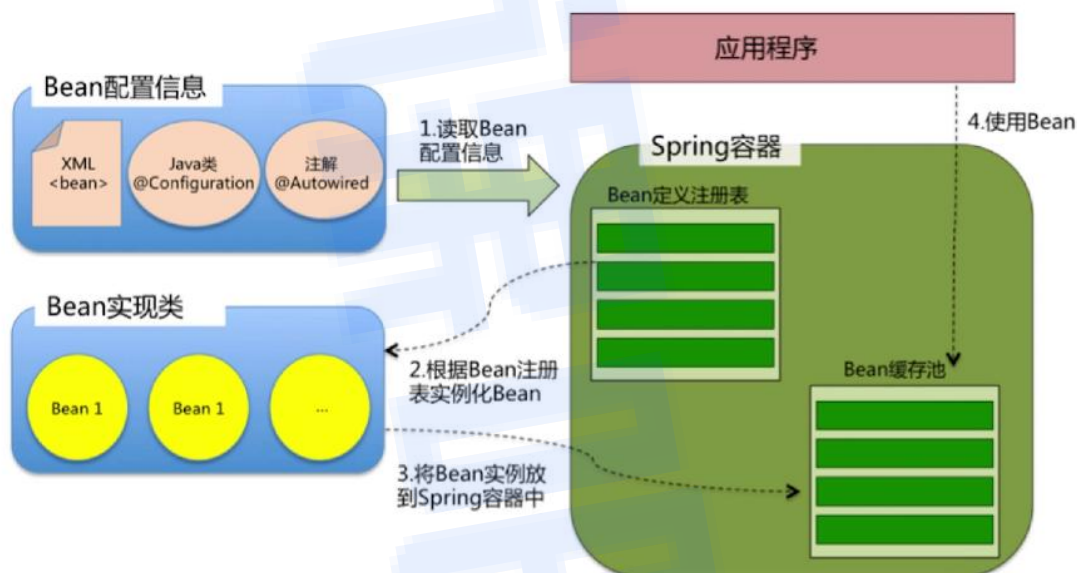 应用程序
Bean配置信息
XML
<bean>
Java类
@Configuration
注解
@Autowired
1.读取Bean
配置信息
4.使用Bean
Spring容器
Bean定义注册表
Bean实现类
Bean 1
Bean 1
...
2.根据Bean注册
表实例化Bean
Bean缓存池
3.将Bean实例放
到Spring容器中